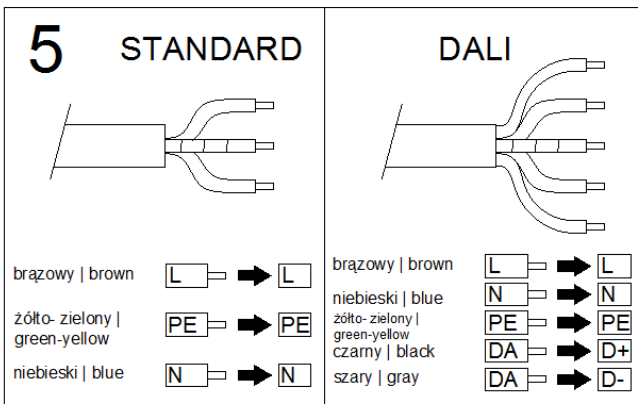 5 STANDARD
brązowy | brown L L
żółto- zielony |
green-yellow PE PE
niebieski | blue N N
DALI
brązowy | brown L L
niebieski | blue N N
żółto- zielony |
green-yellow PE PE
czarny | black DA D+
szary | gray DA D-